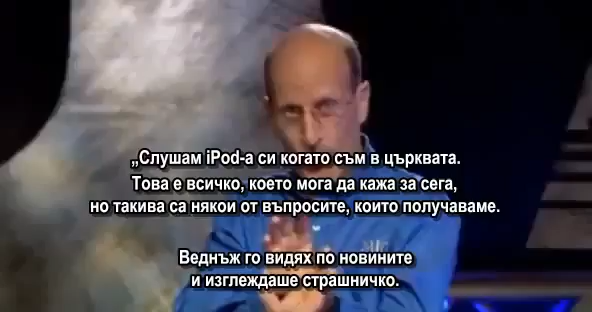 „Слушам iPod-а си когато съм в църквата.
Това е всичко, което мога да кажа за сега,
но такива са някои от въпросите, които получаваме.
Веднъж го видях по новините
и изглеждаше страшничко.